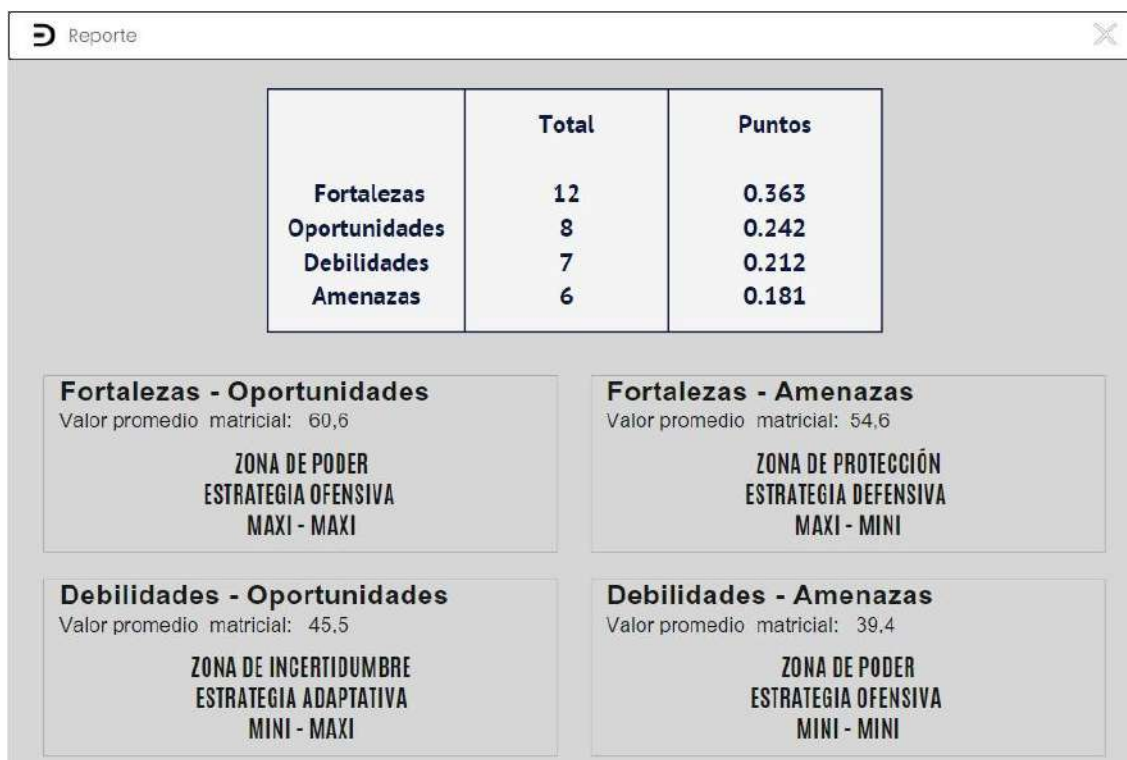 Reporte
Total Puntos
Fortalezas 12 0.363
Oportunidades 8 0.242
Debilidades 7 0.212
Amenazas 6 0.181
Fortalezas - Oportunidades
Valor promedio matricial: 60,6
ZONA DE PODER
ESTRATEGIA OFENSIVA
MAXI - MAXI
Fortalezas - Amenazas
Valor promedio matricial: 54,6
ZONA DE PROTECCIÓN
ESTRATEGIA DEFENSIVA
MAXI - MINI
Debilidades - Oportunidades
Valor promedio matricial: 45,5
ZONA DE INCERTIDUMBRE
ESTRATEGIA ADAPTATIVA
MINI - MAXI
Debilidades - Amenazas
Valor promedio matricial: 39,4
ZONA DE PODER
ESTRATEGIA OFENSIVA
MINI - MINI